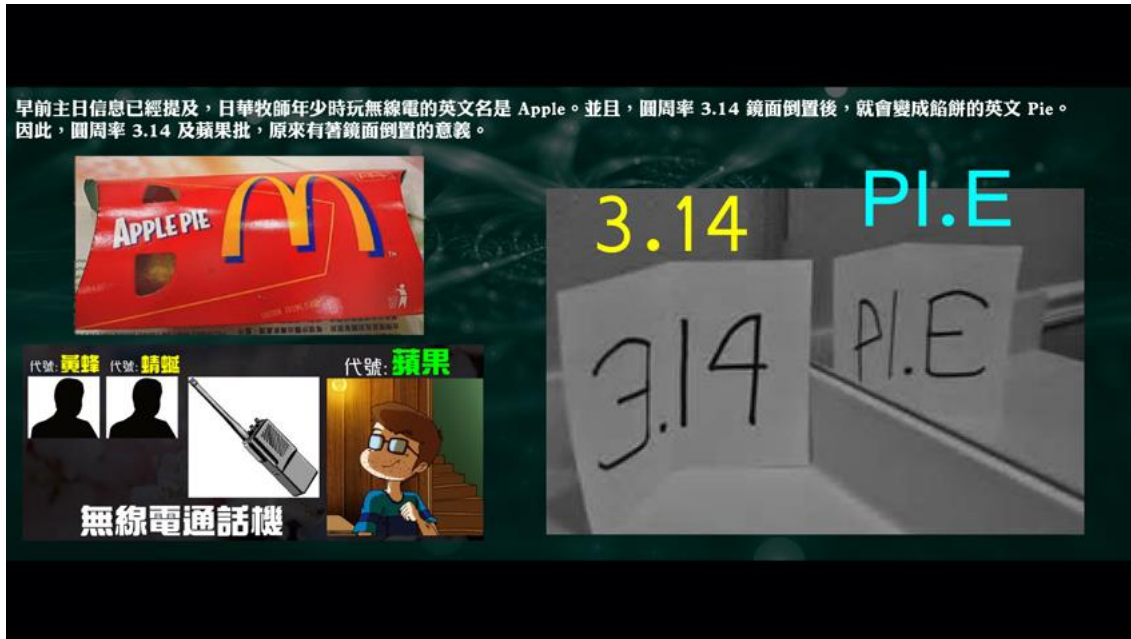 早前主日信息已經提及，日華牧師年少時玩無線電的英文名是 Apple。並且，圓周率 3.14 鏡面倒置後，就會變成餡餅的英文 Pie。
因此，圓周率 3.14 及蘋果批，原來有著鏡面倒置的意義。
APPLE PIE
TM
3.14
PI.E
3.14
PI.E
代號:黃蜂
代號:蜻蜓
代號:蘋果
無線電通話機